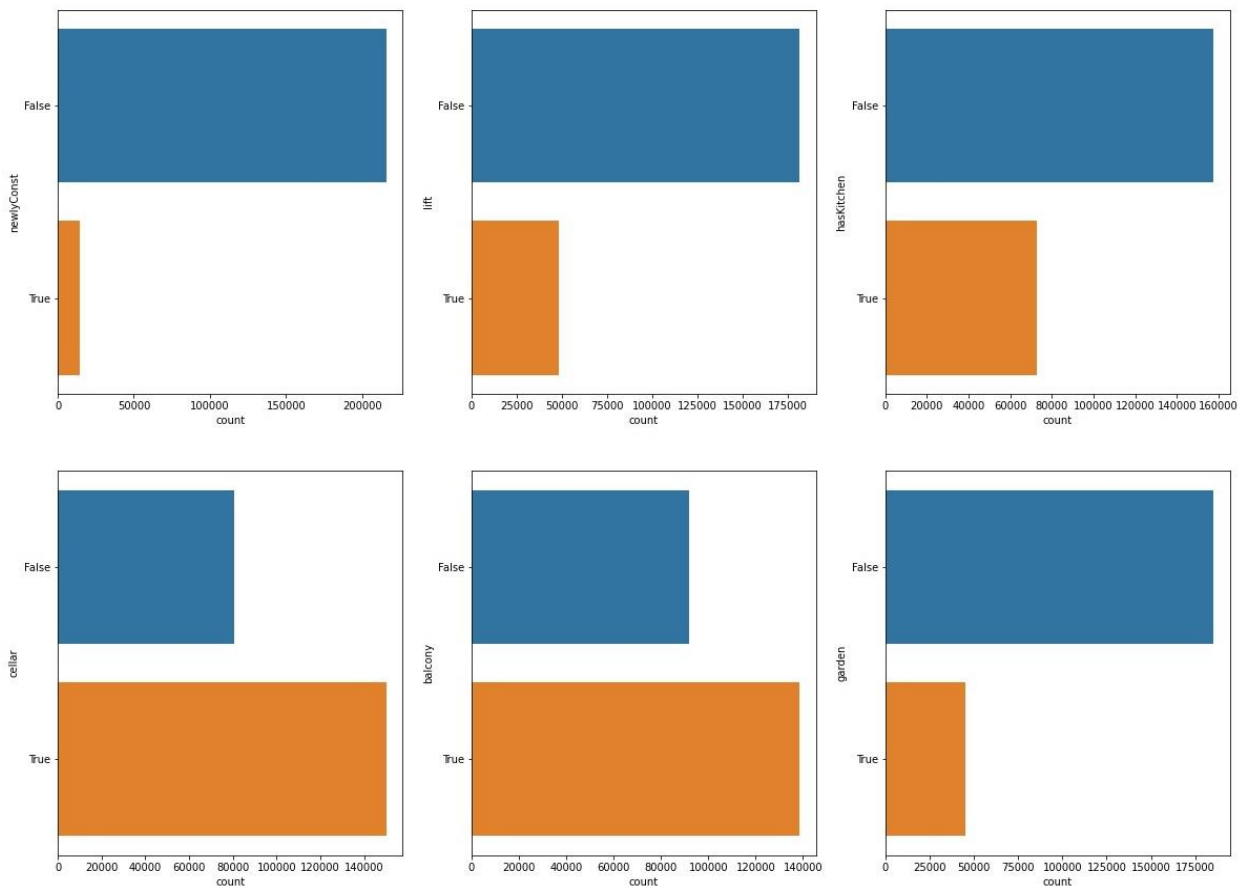 newlyConst
False
True
0 50000 100000 150000 200000
count
lift
False
True
0 25000 50000 75000 100000 125000 150000 175000
count
hasKitchen
False
True
0 20000 40000 60000 80000 100000 120000 140000 160000
count
cellar
False
True
0 20000 40000 60000 80000 100000 120000 140000
count
balcony
False
True
0 20000 40000 60000 80000 100000 120000 140000
count
garden
False
True
0 25000 50000 75000 100000 125000 150000 175000
count